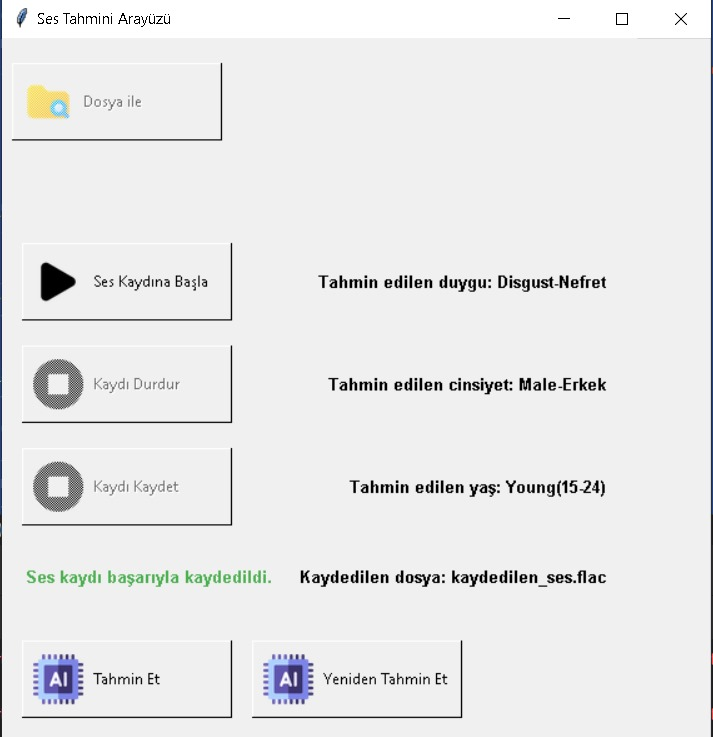 Ses Tahmini Arayüzü
Dosya ile
Ses Kaydına Başla
Tahmin edilen duygu: Disgust-Nefret
Kaydı Durdur
Tahmin edilen cinsiyet: Male-Erkek
Kaydı Kaydet
Tahmin edilen yaş: Young(15-24)
Ses kaydı başarıyla kaydedildi.
Kaydedilen dosya: kaydedilen_ses.flac
AI Tahmin Et
AI Yeniden Tahmin Et